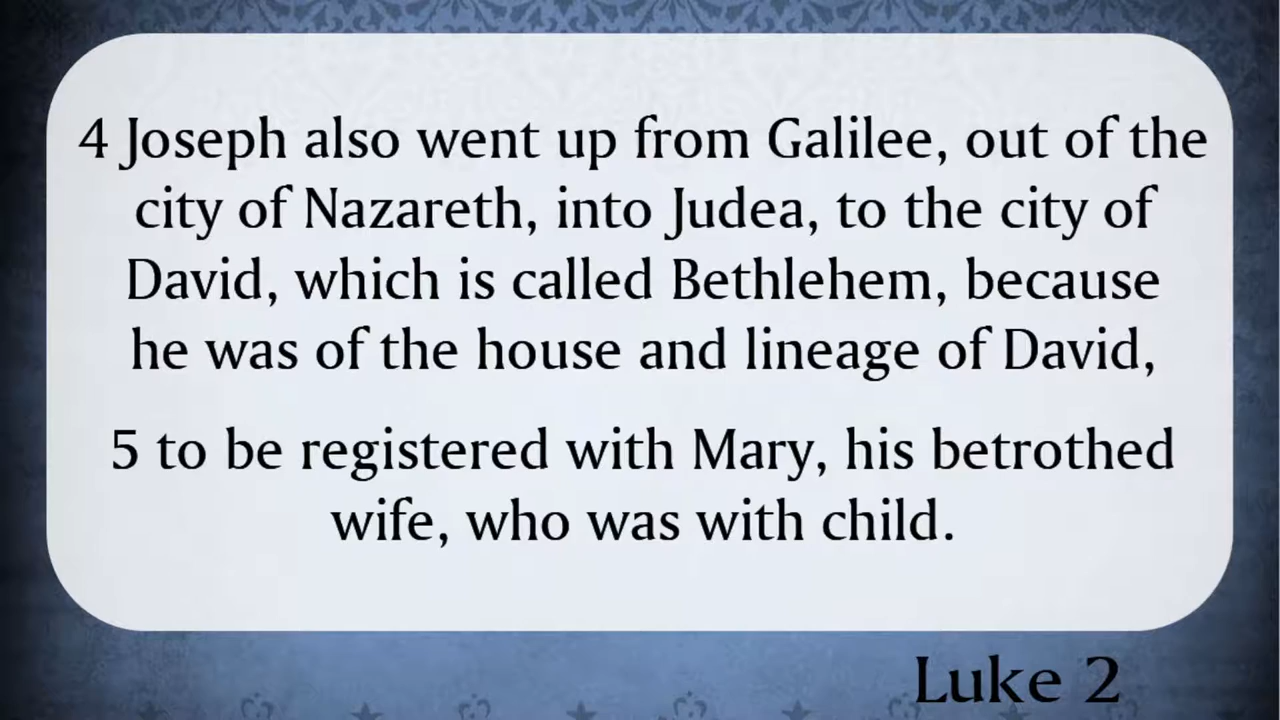 4 Joseph also went up from Galilee, out of the
city of Nazareth, into Judea, to the city of
David, which is called Bethlehem, because
he was of the house and lineage of David,
5 to be registered with Mary, his betrothed
wife, who was with child.
Luke 2